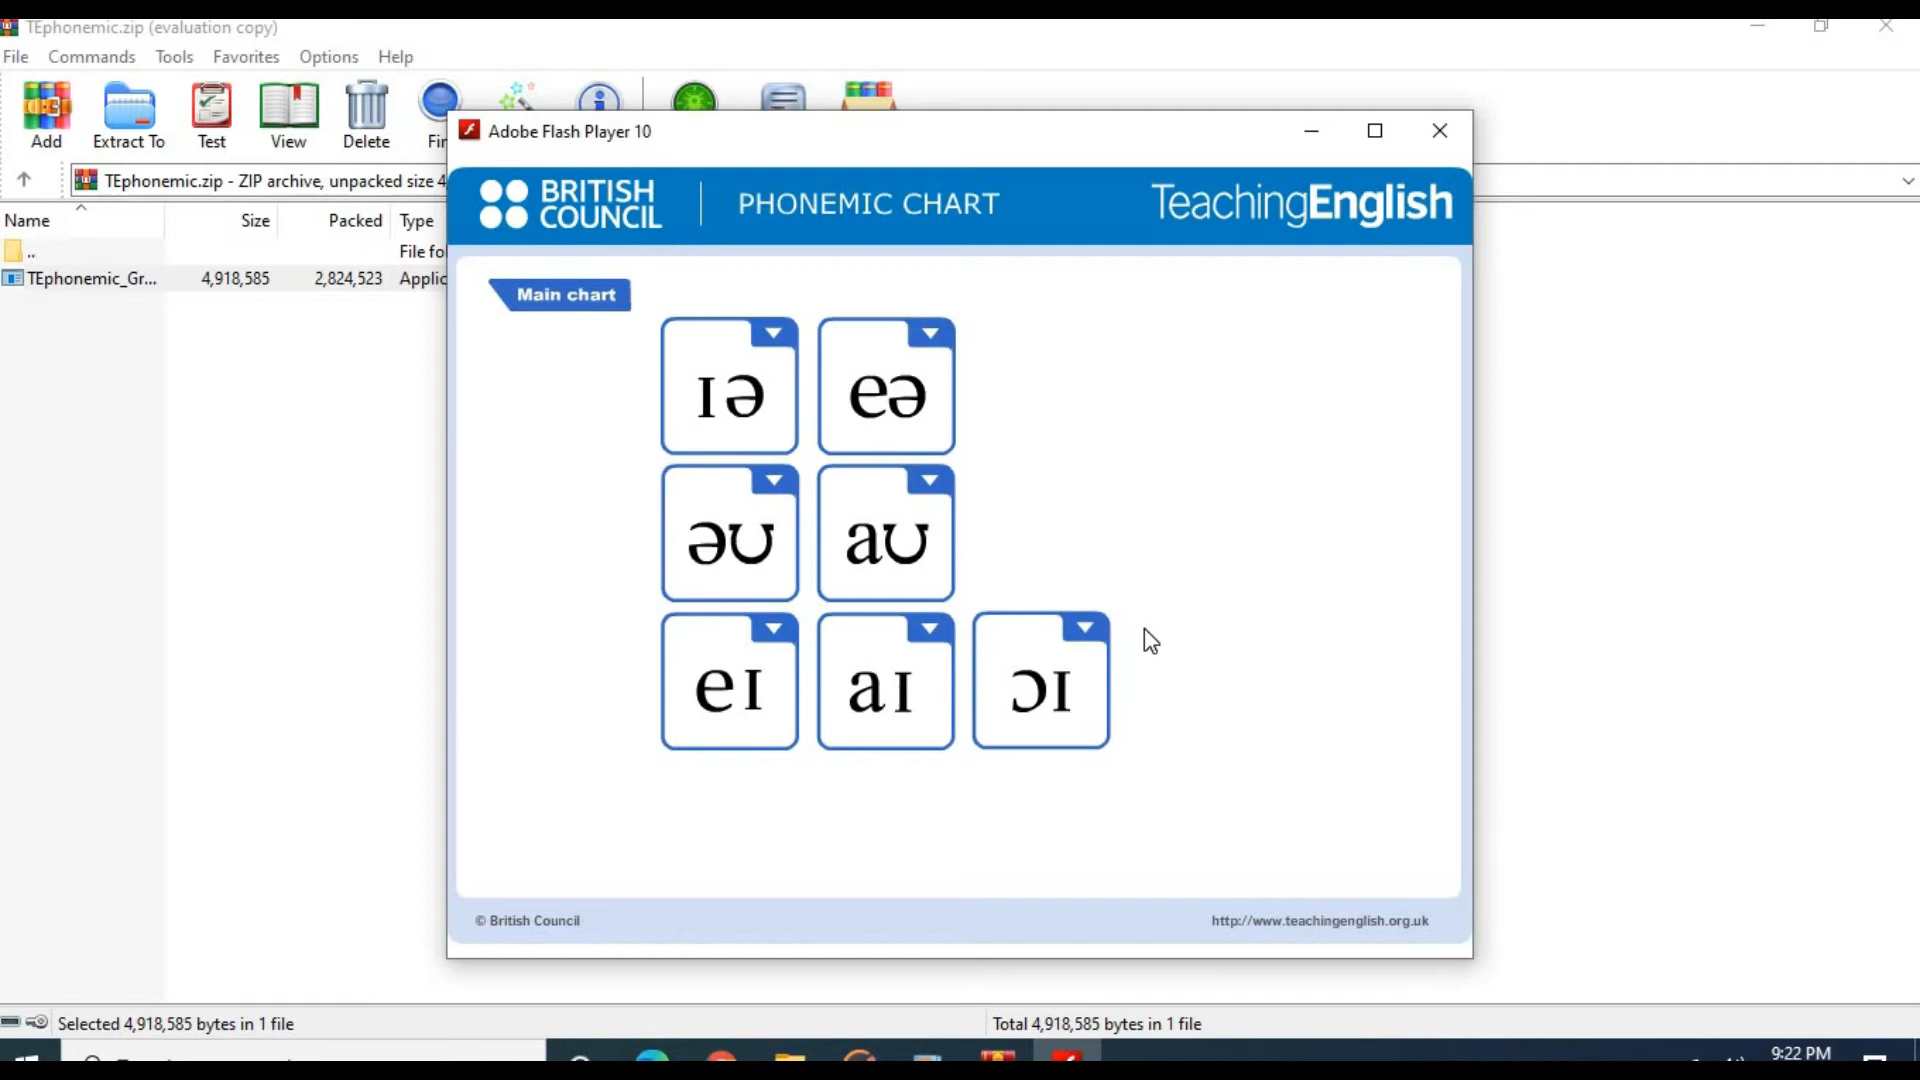 TEphonemic.zip (evaluation copy)
File Commands Tools Favorites Options Help
Add Extract To Test View Delete
TEphonemic.zip - ZIP archive, unpacked size 4
Name Size Packed Type
.. File fo
TEphonemic_Gr... 4,918,585 2,824,523 Applic
Adobe Flash Player 10
BRITISH
COUNCIL
PHONEMIC CHART
TeachingEnglish
Main chart
ɪə eə
əʊ aʊ
eɪ aɪ ɔɪ
© British Council http://www.teachingenglish.org.uk
Selected 4,918,585 bytes in 1 file Total 4,918,585 bytes in 1 file
9:22 PM